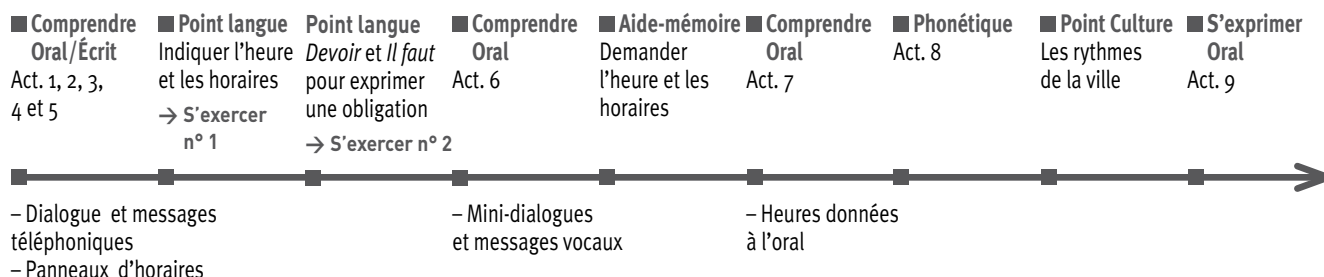 Comprendre
Oral/Écrit
Act. 1, 2, 3,
4 et 5
Point langue
Indiquer l'heure
et les horaires
→ S'exercer
n° 1
Point langue
Devoir et Il faut
pour exprimer
une obligation
→ S'exercer n° 2
Comprendre
Oral
Act. 6
Aide-mémoire
Demander
l'heure et les
horaires
Comprendre
Oral
Act. 7
Phonétique
Act. 8
Point Culture
Les rythmes
de la ville
S'exprimer
Oral
Act. 9
– Dialogue et messages
téléphoniques
– Panneaux d'horaires
– Mini-dialogues
et messages vocaux
– Heures données
à l'oral